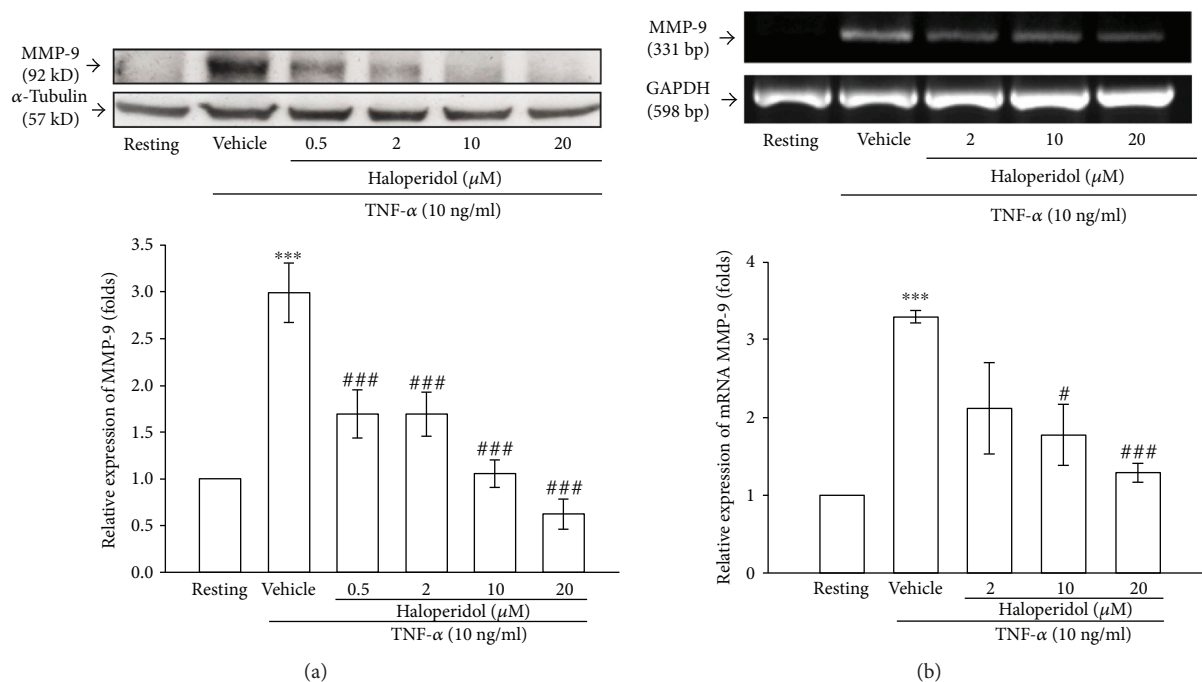 MMP-9
(92 kD) →
α-Tubulin
(57 kD) →
Resting Vehicle 0.5 2 10 20
Haloperidol (μM)
TNF-α (10 ng/ml)
3.5
3.0
2.5
2.0
1.5
1.0
0.5
0.0
Relative expression of MMP-9 (folds)
***
###
###
###
###
Resting Vehicle 0.5 2 10 20
Haloperidol (μM)
TNF-α (10 ng/ml)
(a)
MMP-9
(331 bp) →
GAPDH
(598 bp) →
Resting Vehicle 2 10 20
Haloperidol (μM)
TNF-α (10 ng/ml)
4
3
2
1
0
Relative expression of mRNA MMP-9 (folds)
***
#
###
Resting Vehicle 2 10 20
Haloperidol (μM)
TNF-α (10 ng/ml)
(b)